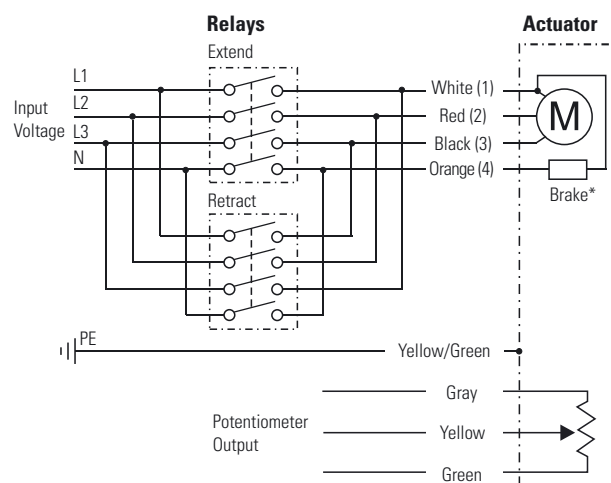 Relays
Actuator
Extend
L1
White (1)
Input
Voltage
L2
Red (2)
M
L3
Black (3)
N
Orange (4)
Brake*
Retract
PE
Yellow/Green
Gray
Potentiometer
Output
Yellow
Green